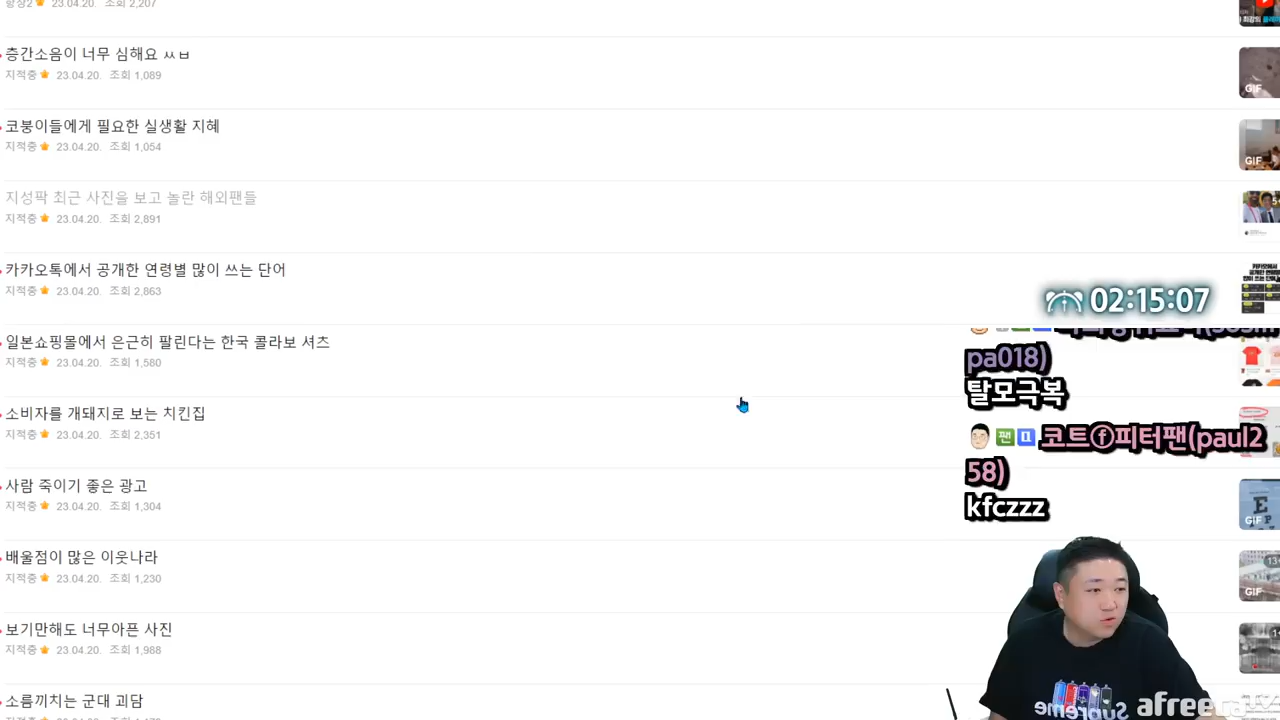 23.04.20. 조회 2,207
층간소음이 너무 심해요 ㅆㅂ
지적중 23.04.20. 조회 1,089
GIF
코붕이들에게 필요한 실생활 지혜
지적중 23.04.20. 조회 1,054
GIF
지성팍 최근 사진을 보고 놀란 해외팬들
지적중 23.04.20. 조회 2,891
카카오톡에서 공개한 연령별 많이 쓰는 단어
지적중 23.04.20. 조회 2,863
02:15:07
일본쇼핑몰에서 은근히 팔린다는 한국 콜라보 셔츠
지적중 23.04.20. 조회 1,560
pa018)
탈모극복
소비자를 개돼지로 보는 치킨집
지적중 23.04.20. 조회 2,351
코트ⓕ피터팬(paul2
58)
kfczzz
사람 죽이기 좋은 광고
지적중 23.04.20. 조회 1,304
E
GIF
배울점이 많은 이웃나라
지적중 23.04.20. 조회 1,230
GIF
보기만해도 너무아픈 사진
지적중 23.04.20. 조회 1,988
소름끼치는 군대 괴담
Supreme
afreeca